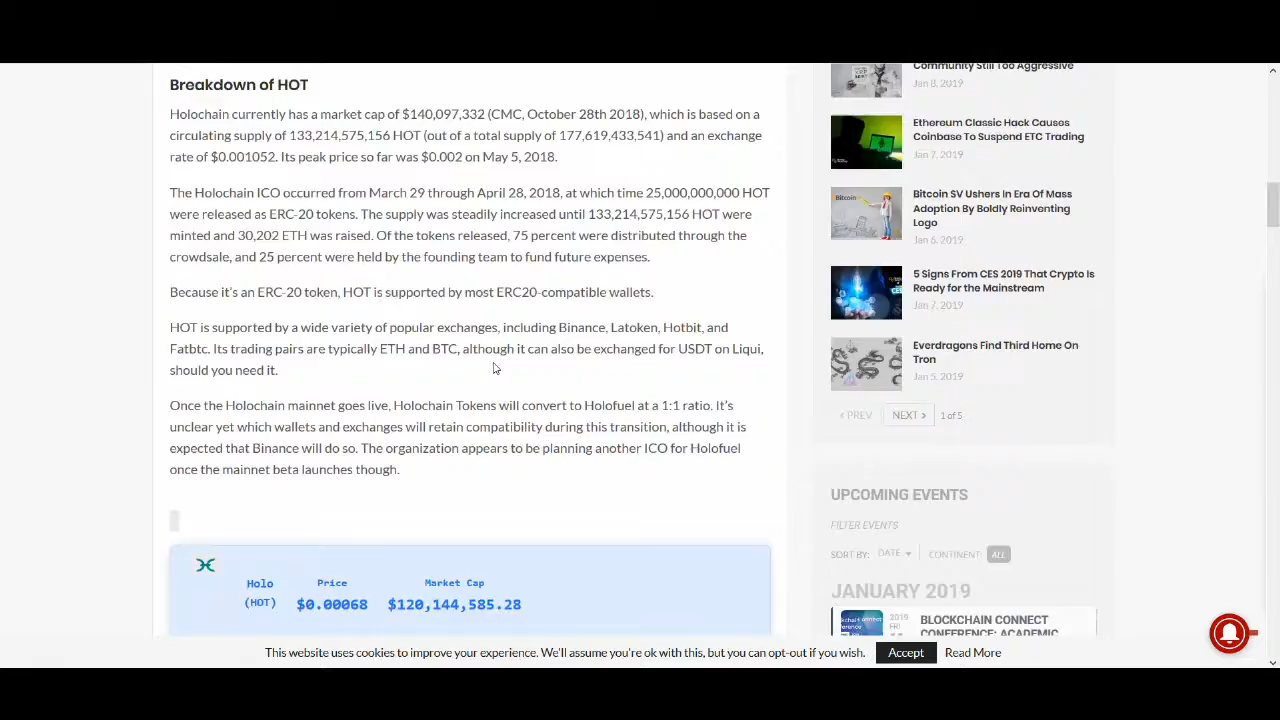 Breakdown of HOT
Holochain currently has a market cap of $140,097,332 (CMC, October 28th 2018), which is based on a
circulating supply of 133,214,575,156 HOT (out of a total supply of 177,619,433,541) and an exchange
rate of $0.001052. Its peak price so far was $0.002 on May 5, 2018.
The Holochain ICO occurred from March 29 through April 28, 2018, at which time 25,000,000,000 HOT
were released as ERC-20 tokens. The supply was steadily increased until 133,214,575,156 HOT were
minted and 30,202 ETH was raised. Of the tokens released, 75 percent were distributed through the
crowdsale, and 25 percent were held by the founding team to fund future expenses.
Because it's an ERC-20 token, HOT is supported by most ERC20-compatible wallets.
HOT is supported by a wide variety of popular exchanges, including Binance, Latoken, Hotbit, and
Fatbtc. Its trading pairs are typically ETH and BTC, although it can also be exchanged for USDT on Liqui,
should you need it.
Once the Holochain mainnet goes live, Holochain Tokens will convert to Holofuel at a 1:1 ratio. It's
unclear yet which wallets and exchanges will retain compatibility during this transition, although it is
expected that Binance will do so. The organization appears to be planning another ICO for Holofuel
once the mainnet beta launches though.
Holo
(HOT)
Price
$0.00068
Market Cap
$120,144,585.28
Community Still Too Aggressive
Jan 8, 2019
Ethereum Classic Hack Causes
Coinbase To Suspend ETC Trading
Jan 7, 2019
Bitcoin SV Ushers In Era Of Mass
Adoption By Boldly Reinventing
Logo
Jan 6, 2019
5 Signs From CES 2019 That Crypto Is
Ready for the Mainstream
Jan 7, 2019
Everdragons Find Third Home On
Tron
Jan 5, 2019
< PREV NEXT > 1 of 5
UPCOMING EVENTS
FILTER EVENTS
SORT BY: DATE CONTINENT: ALL
JANUARY 2019
2019
FRI
BLOCKCHAIN CONNECT
CONFERENCE: ACADEMIC
This website uses cookies to improve your experience. We'll assume you're ok with this, but you can opt-out if you wish. Accept Read More